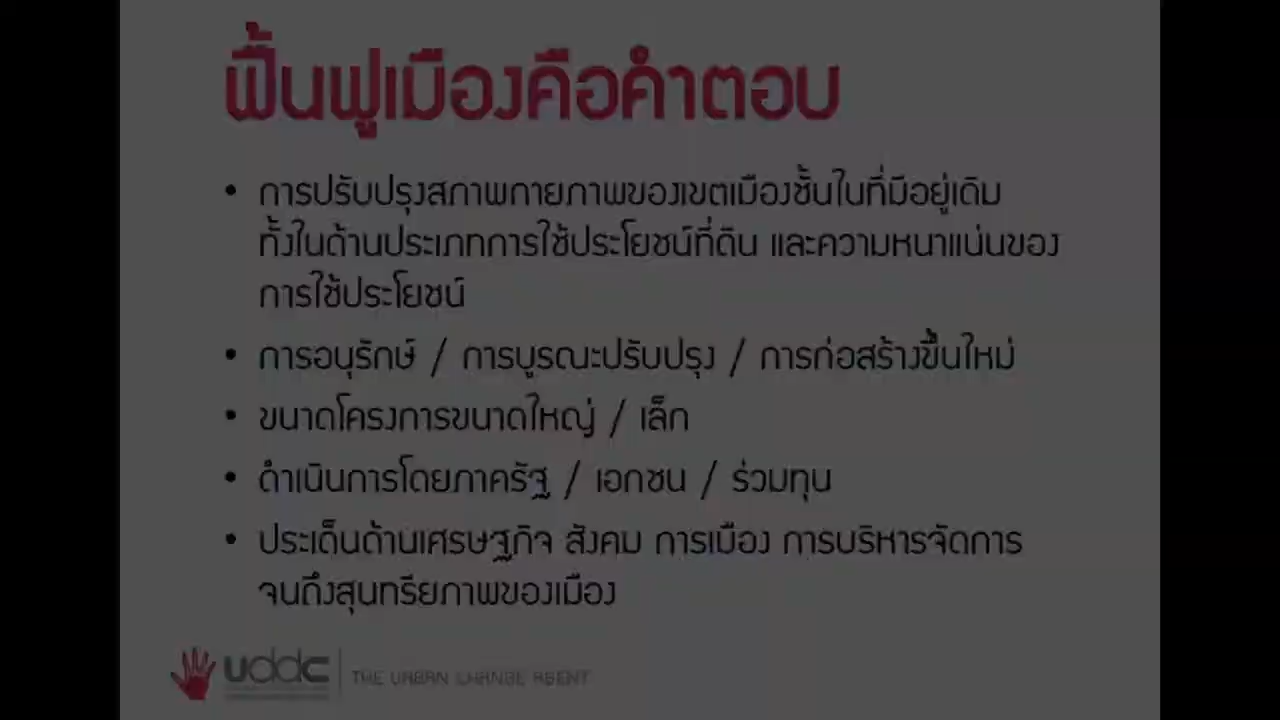 ฟื้นฟูเมืองคือคำตอบ
• การปรับปรุงสภาพกายภาพของเขตเมืองชั้นในที่มีอยู่เดิม
ทั้งในด้านประเภทการใช้ประโยชน์ที่ดิน และความหนาแน่นของ
การใช้ประโยชน์
• การอนุรักษ์ / การบูรณะปรับปรุง / การก่อสร้างขึ้นใหม่
• ขนาดโครงการขนาดใหญ่ / เล็ก
• ดำเนินการโดยภาครัฐ / เอกชน / ร่วมทุน
• ประเด็นด้านเศรษฐกิจ สังคม การเมือง การบริหารจัดการ
จนถึงสุนทรียภาพของเมือง
uddc THE URBAN CHANGE AGENT